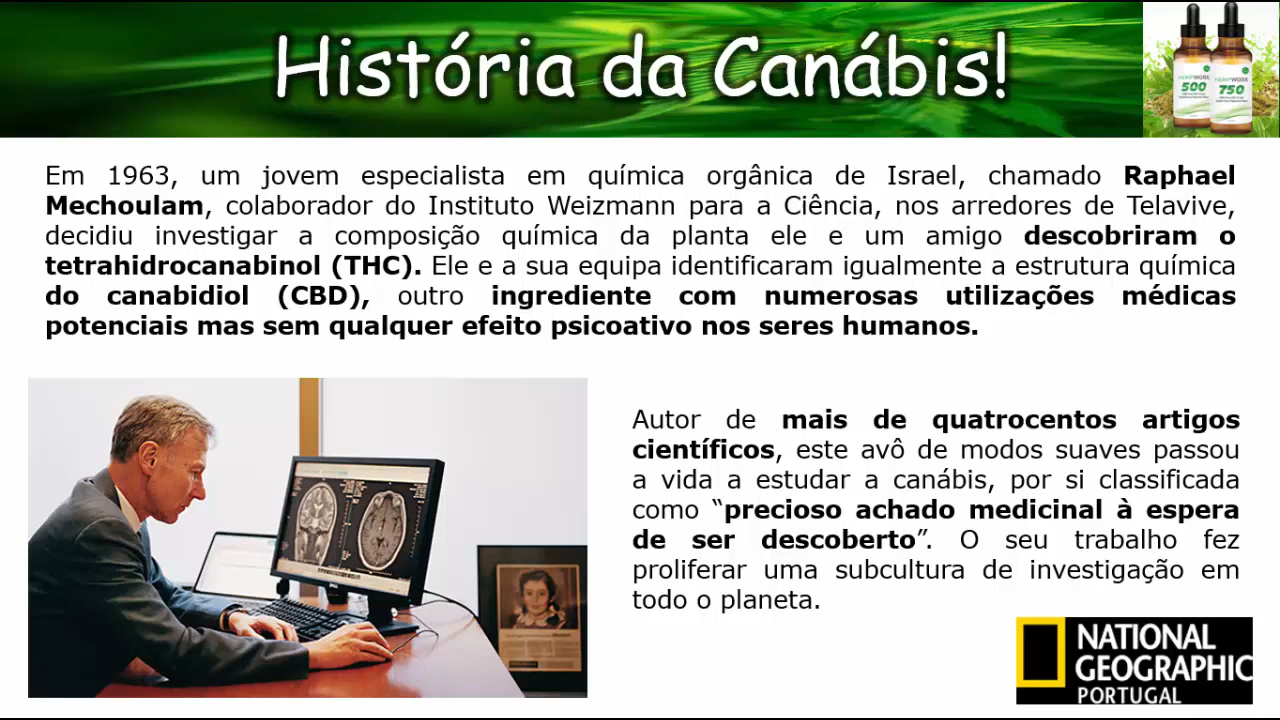 História da Canábis!
HEMPWORX
500
HEMPWORX
750
Em 1963, um jovem especialista em química orgânica de Israel, chamado Raphael
Mechoulam, colaborador do Instituto Weizmann para a Ciência, nos arredores de Telavive,
decidiu investigar a composição química da planta ele e um amigo descobriram o
tetrahidrocanabinol (THC). Ele e a sua equipa identificaram igualmente a estrutura química
do canabidiol (CBD), outro ingrediente com numerosas utilizações médicas
potenciais mas sem qualquer efeito psicoativo nos seres humanos.
Autor de mais de quatrocentos artigos
científicos, este avô de modos suaves passou
a vida a estudar a canábis, por si classificada
como “precioso achado medicinal à espera
de ser descoberto”. O seu trabalho fez
proliferar uma subcultura de investigação em
todo o planeta.
NATIONAL
GEOGRAPHIC
PORTUGAL